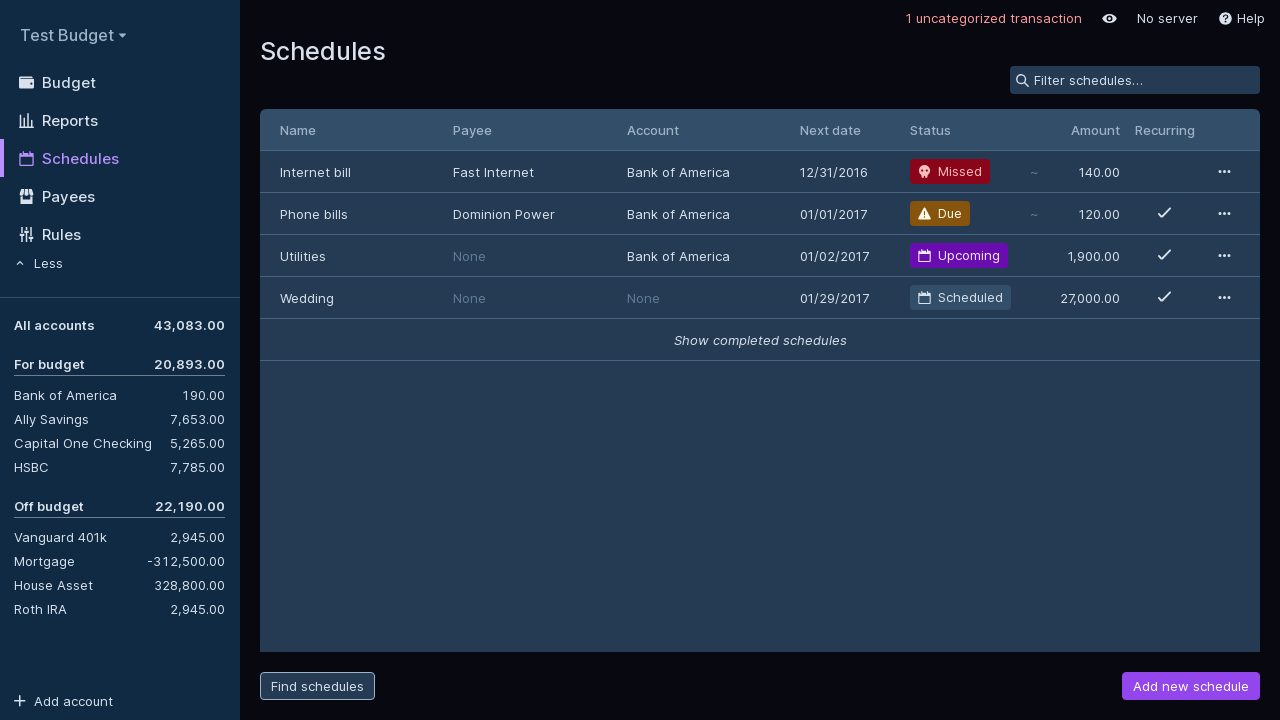 1 uncategorized transaction
No server
Help
Test Budget
Budget
Reports
Schedules
Payees
Rules
Less
All accounts 43,083.00
For budget 20,893.00
Bank of America 190.00
Ally Savings 7,653.00
Capital One Checking 5,265.00
HSBC 7,785.00
Off budget 22,190.00
Vanguard 401k 2,945.00
Mortgage -312,500.00
House Asset 328,800.00
Roth IRA 2,945.00
Add account
Schedules
Filter schedules…
Name Payee Account Next date Status Amount Recurring
Internet bill Fast Internet Bank of America 12/31/2016 Missed ~ 140.00
Phone bills Dominion Power Bank of America 01/01/2017 Due ~ 120.00
Utilities None Bank of America 01/02/2017 Upcoming 1,900.00
Wedding None None 01/29/2017 Scheduled 27,000.00
Show completed schedules
Find schedules
Add new schedule